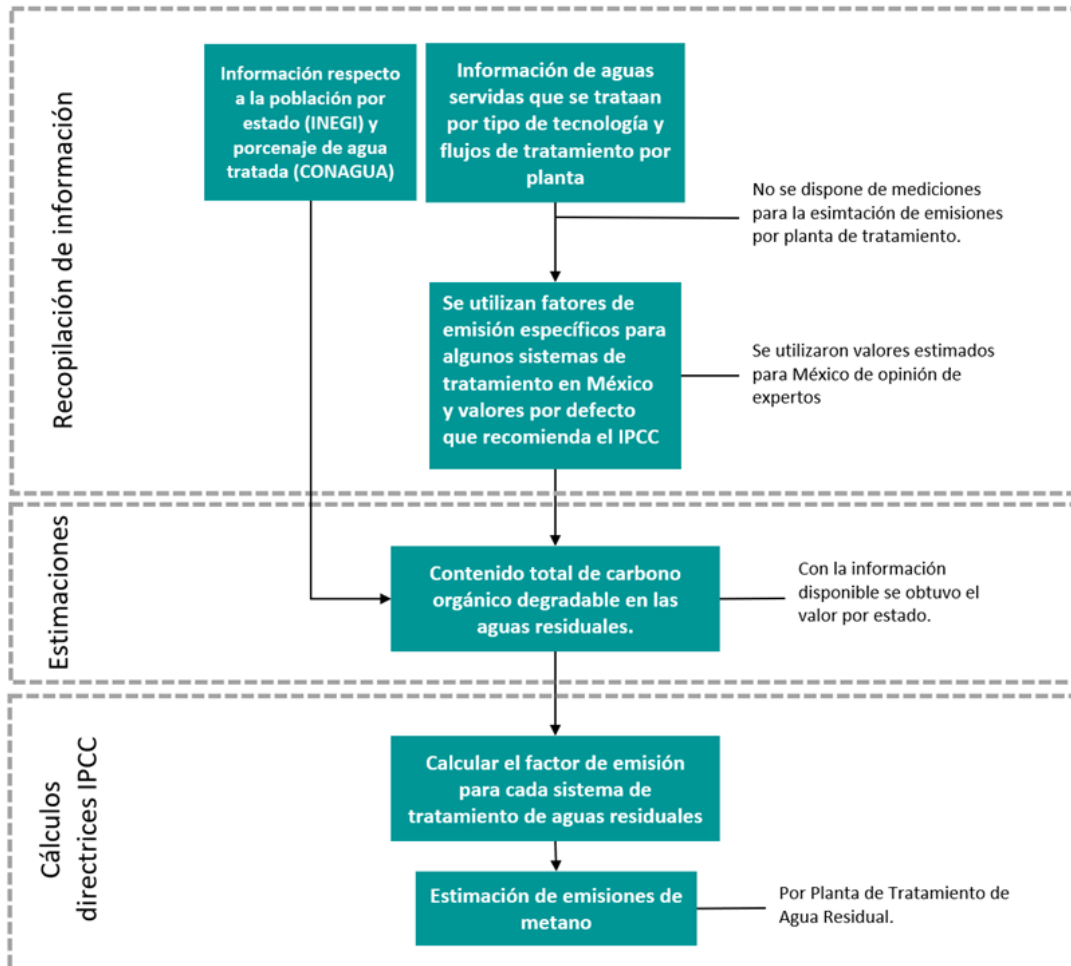 Recopilación de información
Información respecto
a la población por
estado (INEGI) y
porcenaje de agua
tratada (CONAGUA)
Información de aguas
servidas que se trataan
por tipo de tecnología y
flujos de tratamiento por
planta
No se dispone de mediciones
para la esimtación de emisiones
por planta de tratamiento.
Se utilizan fatores de
emisión específicos para
algunos sistemas de
tratamiento en México
y valores por defecto
que recomienda el IPCC
Se utilizaron valores estimados
para México de opinión de
expertos
Estimaciones
Contenido total de carbono
orgánico degradable en las
aguas residuales.
Con la información
disponible se obtuvo el
valor por estado.
Cálculos
directrices IPCC
Calcular el factor de emisión
para cada sistema de
tratamiento de aguas residuales
Estimación de emisiones de
metano
Por Planta de Tratamiento de
Agua Residual.